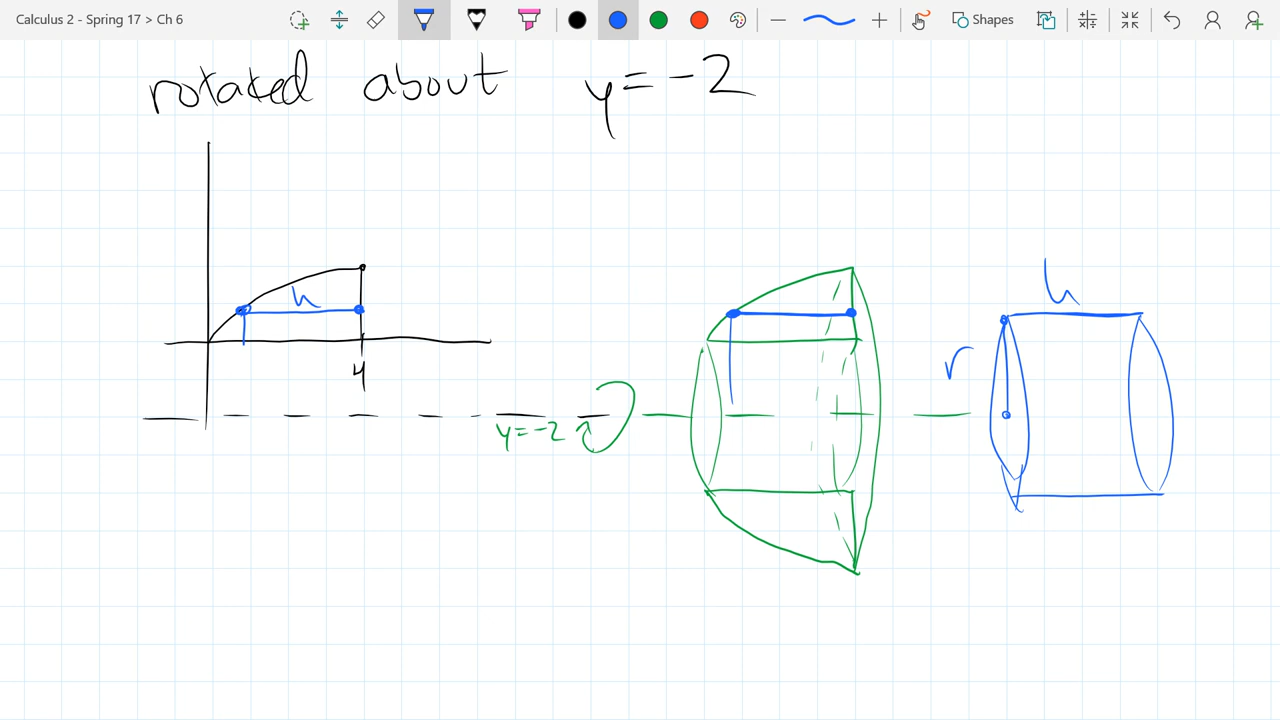 Calculus 2 - Spring 17 > Ch 6
Shapes
rotated about y = -2
h
4
y = -2
h
r